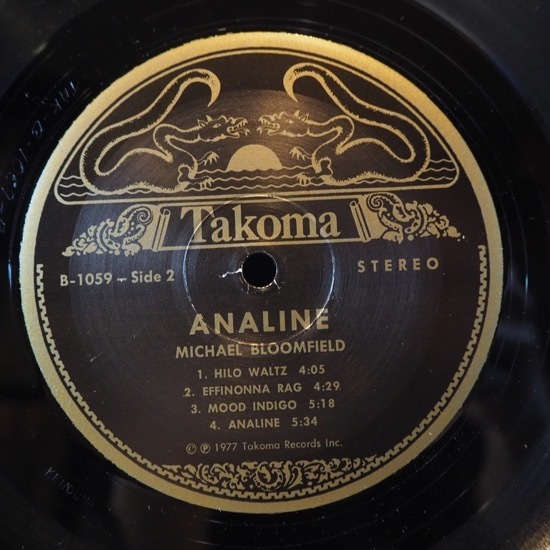 Takoma
B-1059 – Side 2
STEREO
ANALINE
MICHAEL BLOOMFIELD
1. HILO WALTZ 4:05
2. EFFINONNA RAG 4:29
3. MOOD INDIGO 5:18
4. ANALINE 5:34
© ℗ 1977 Takoma Records Inc.